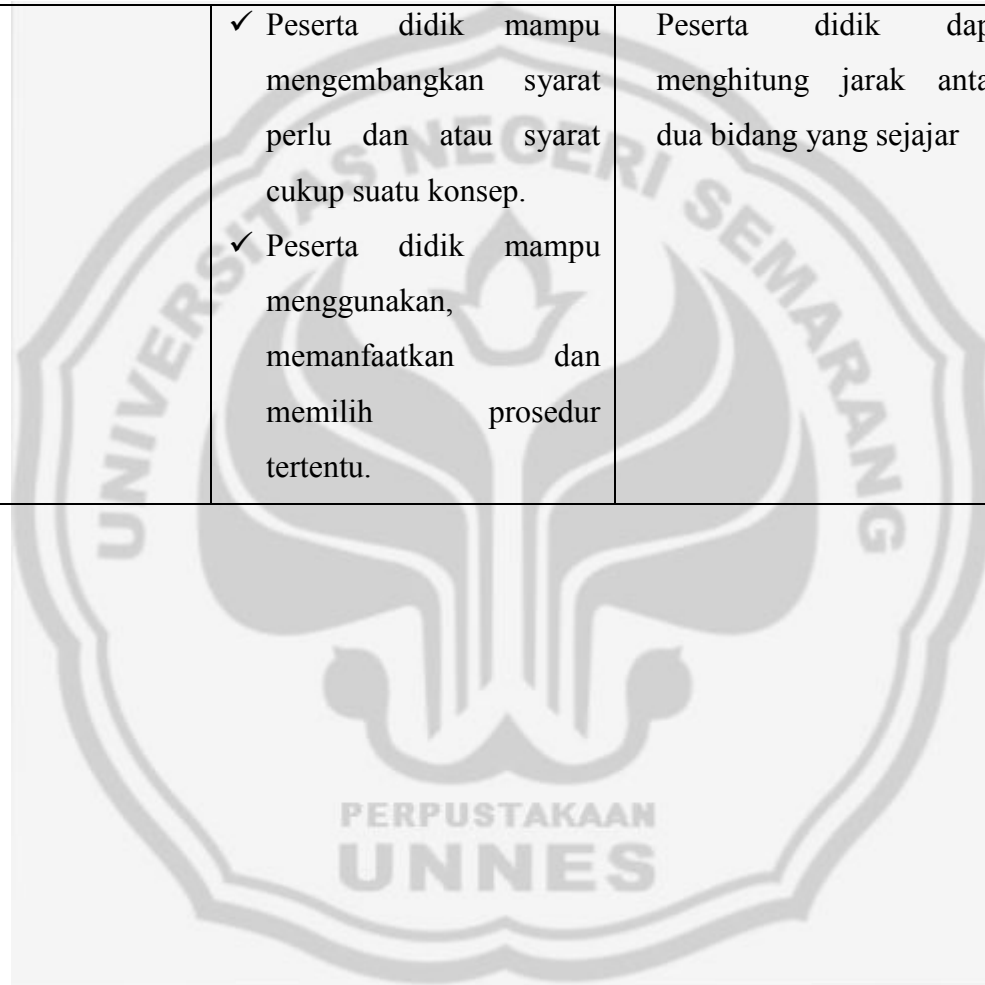 ✓ Peserta didik mampu
mengembangkan syarat
perlu dan atau syarat
cukup suatu konsep.
✓ Peserta didik mampu
menggunakan,
memanfaatkan dan
memilih prosedur
tertentu.
Peserta didik
menghitung jarak
dua bidang yang sejajar
UNIVERSITAS NEGERI SEMARANG
PERPUSTAKAAN
UNNES